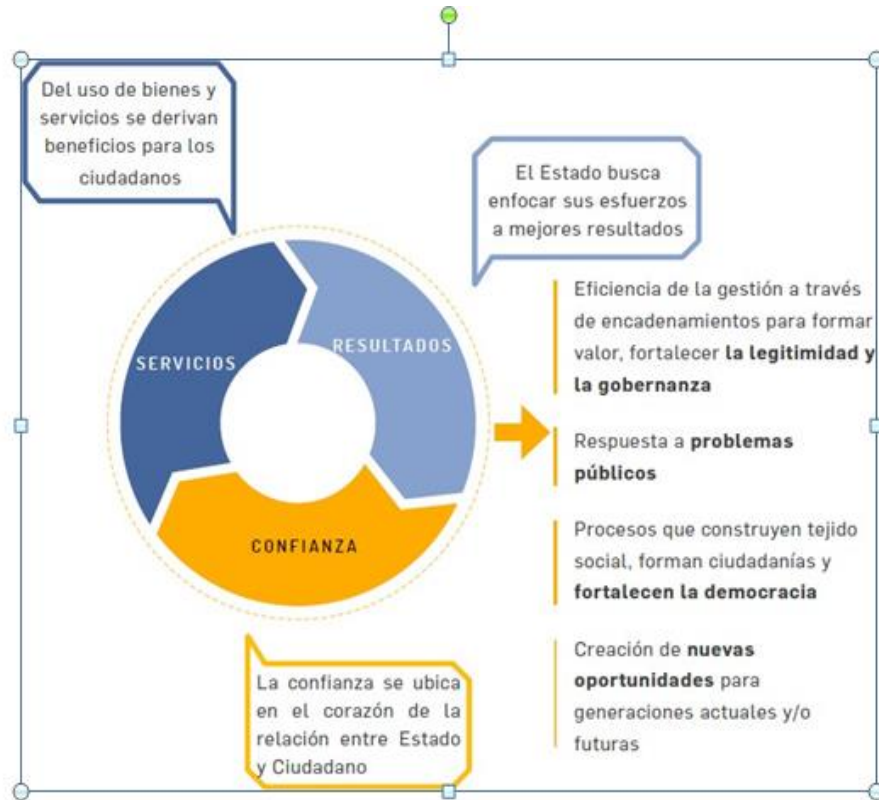 Del uso de bienes y
servicios se derivan
beneficios para los
ciudadanos
El Estado busca
enfocar sus esfuerzos
a mejores resultados
SERVICIOS
RESULTADOS
CONFIANZA
Eficiencia de la gestión a través
de encadenamientos para formar
valor, fortalecer la legitimidad y
la gobernanza
Respuesta a problemas
públicos
Procesos que construyen tejido
social, forman ciudadanías y
fortalecen la democracia
Creación de nuevas
oportunidades para
generaciones actuales y/o
futuras
La confianza se ubica
en el corazón de la
relación entre Estado
y Ciudadano